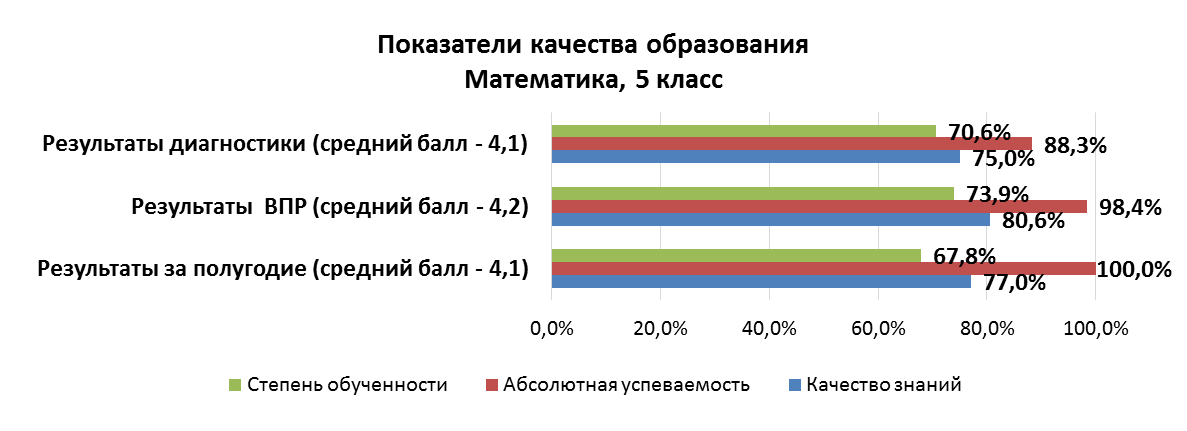 Показатели качества образования
Математика, 5 класс
Результаты диагностики (средний балл - 4,1)
70,6%
88,3%
75,0%
Результаты  ВПР (средний балл - 4,2)
73,9%
98,4%
80,6%
Результаты за полугодие (средний балл - 4,1)
67,8%
100,0%
77,0%
0,0% 20,0% 40,0% 60,0% 80,0% 100,0%
Степень обученности Абсолютная успеваемость Качество знаний